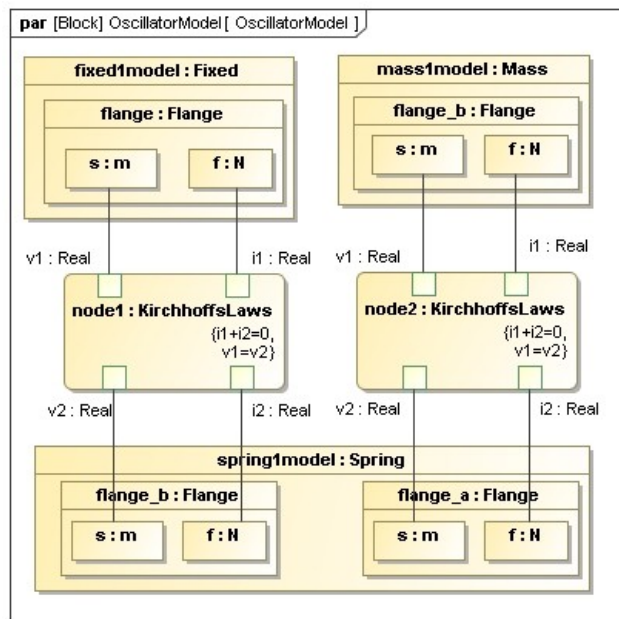 par [Block] OscillatorModel[ OscillatorModel ]
fixed1model : Fixed
mass1model : Mass
flange : Flange
flange_b : Flange
s : m
f : N
s : m
f : N
v1 : Real
i1 : Real
v1 : Real
i1 : Real
node1 : KirchhoffsLaws
{i1+i2=0,
v1=v2}
node2 : KirchhoffsLaws
{i1+i2=0,
v1=v2}
v2 : Real
i2 : Real
v2 : Real
i2 : Real
spring1model : Spring
flange_b : Flange
flange_a : Flange
s : m
f : N
s : m
f : N